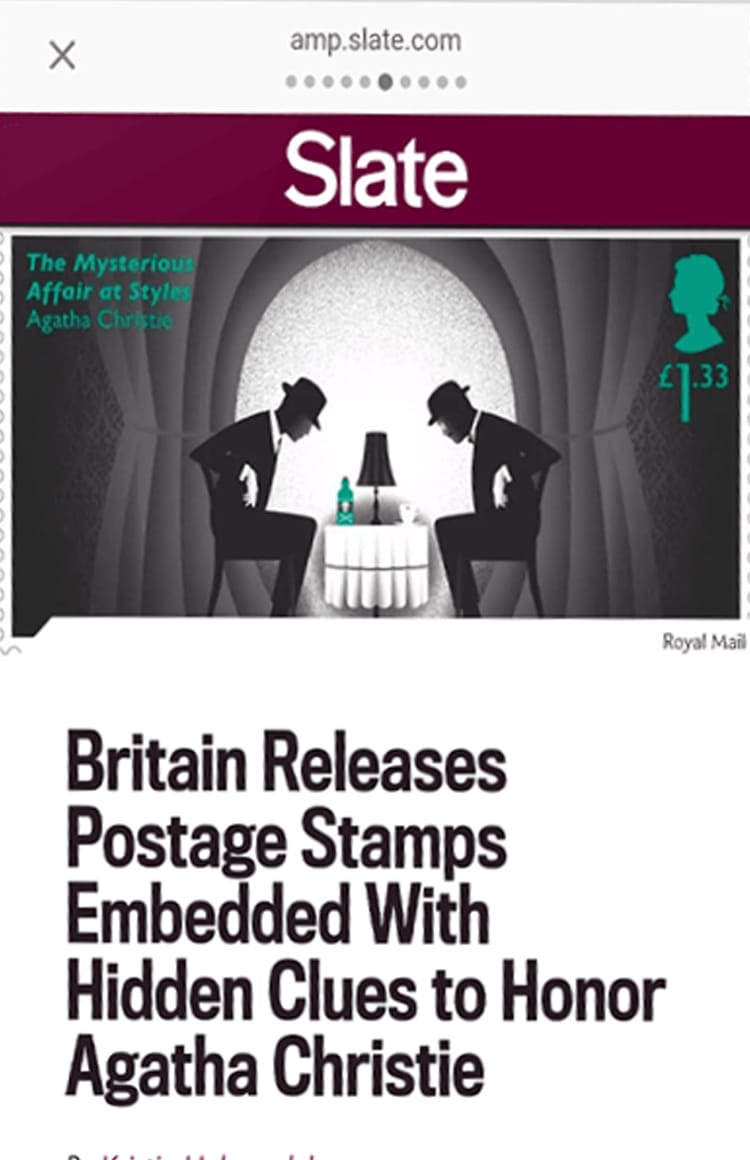 amp.slate.com
Slate
The Mysterious
Affair at Styles
Agatha Christie
£1.33
Royal Mail
Britain Releases
Postage Stamps
Embedded With
Hidden Clues to Honor
Agatha Christie